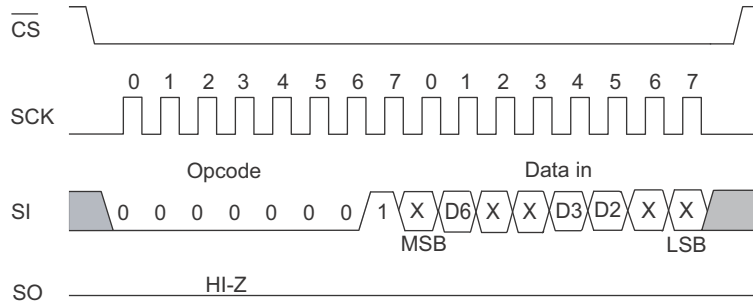 CS
0 1 2 3 4 5 6 7 0 1 2 3 4 5 6 7
SCK
Opcode Data in
SI 0 0 0 0 0 0 0 1 X D6 X X D3 D2 X X
MSB LSB
HI-Z
SO